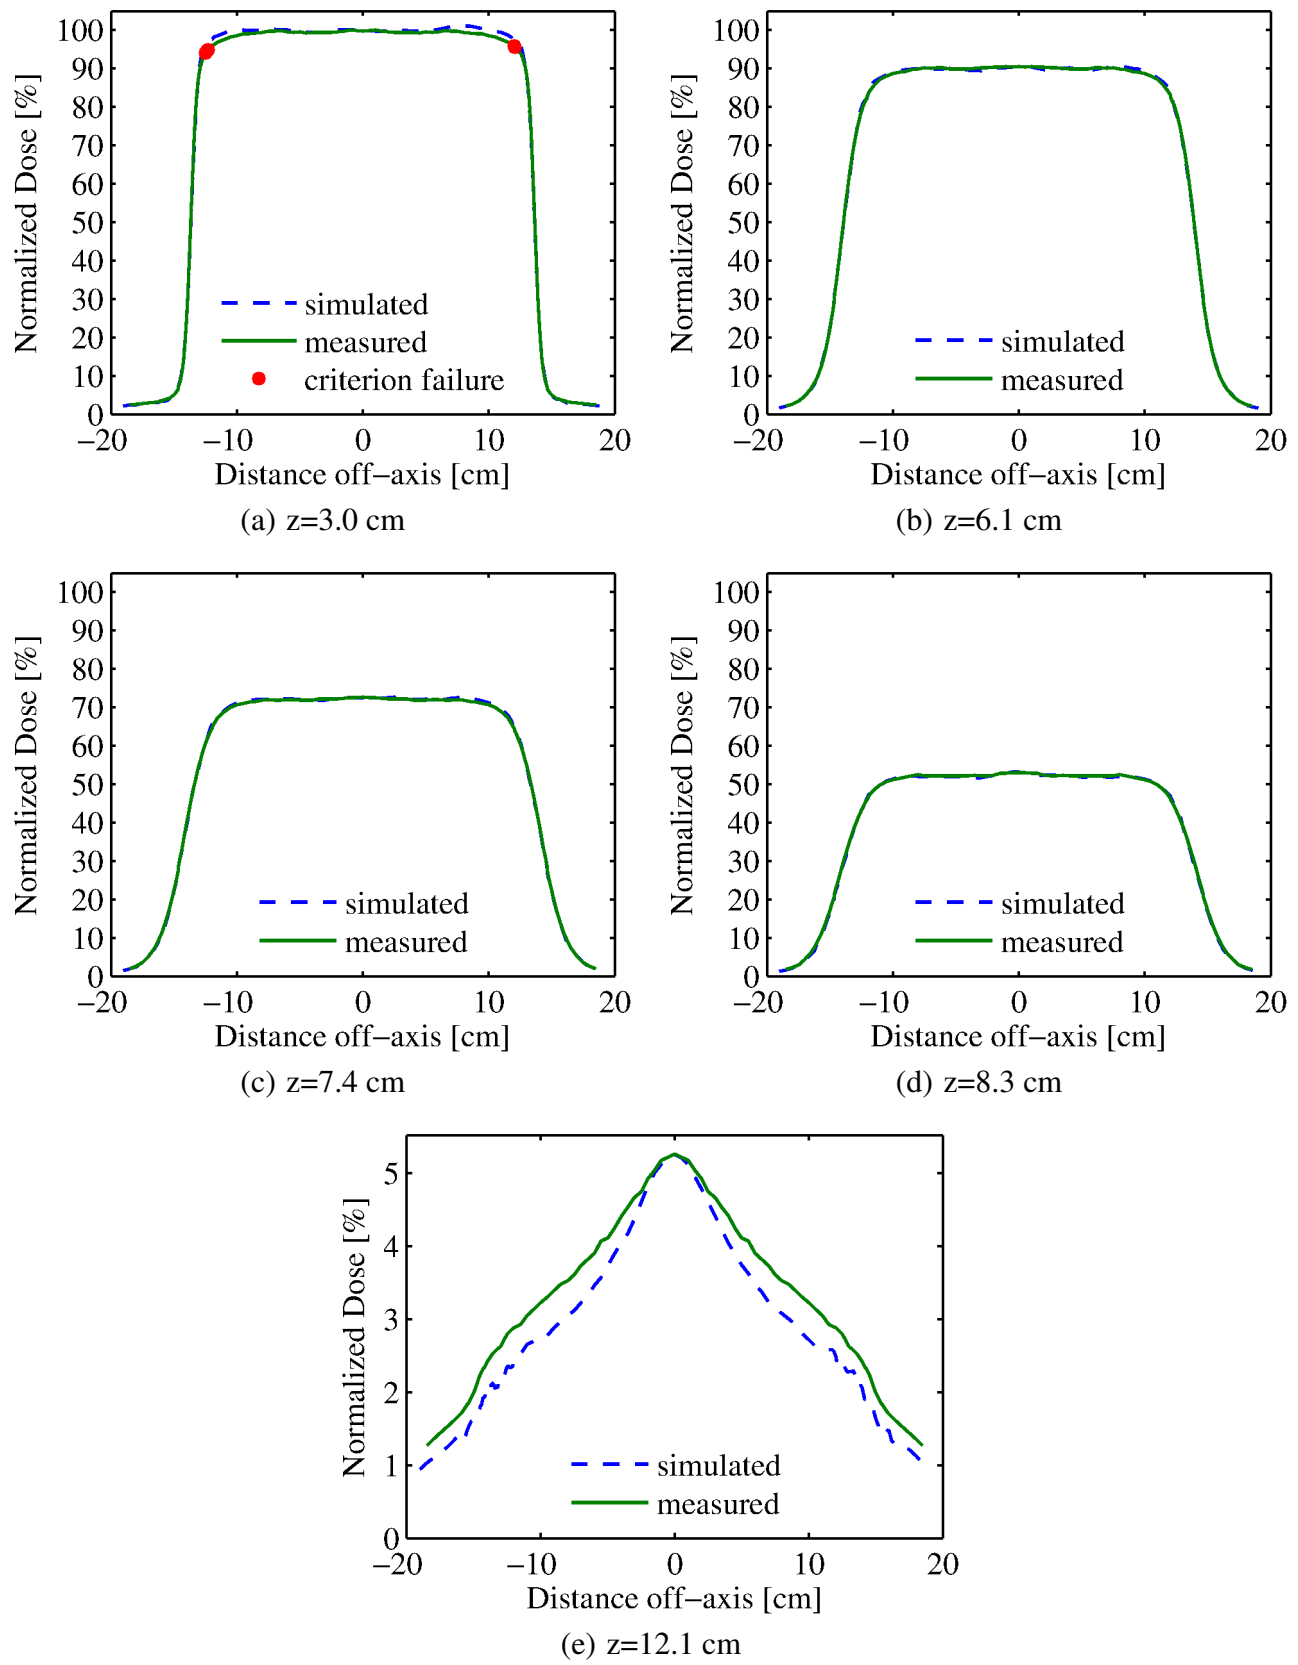 100
90
80
70
60
50
40
30
20
10
0
Normalized Dose [%]
simulated
measured
criterion failure
−20 −10 0 10 20
Distance off−axis [cm]
(a) z=3.0 cm
100
90
80
70
60
50
40
30
20
10
0
Normalized Dose [%]
simulated
measured
−20 −10 0 10 20
Distance off−axis [cm]
(b) z=6.1 cm
100
90
80
70
60
50
40
30
20
10
0
Normalized Dose [%]
simulated
measured
−20 −10 0 10 20
Distance off−axis [cm]
(c) z=7.4 cm
100
90
80
70
60
50
40
30
20
10
0
Normalized Dose [%]
simulated
measured
−20 −10 0 10 20
Distance off−axis [cm]
(d) z=8.3 cm
5
4
3
2
1
0
Normalized Dose [%]
simulated
measured
−20 −10 0 10 20
Distance off−axis [cm]
(e) z=12.1 cm